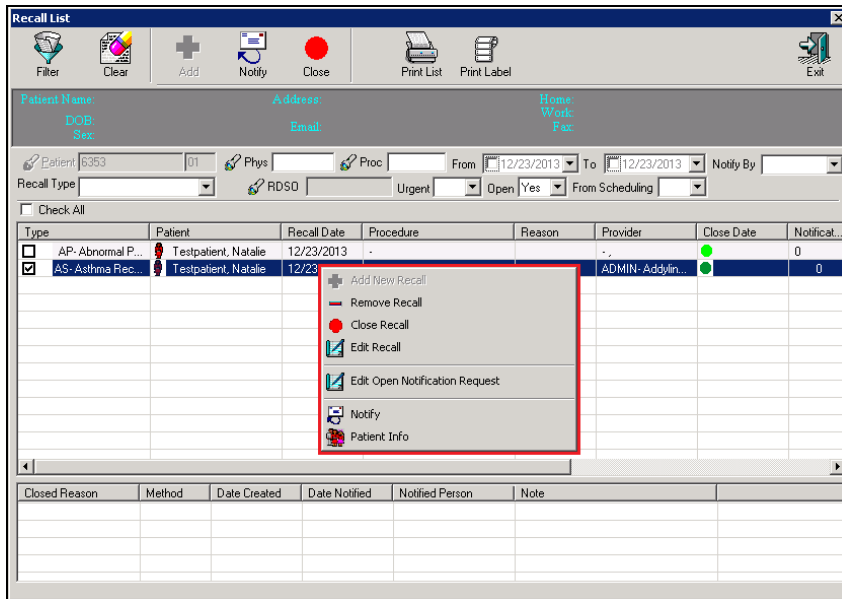 Recall List
Filter Clear Add Notify Close Print List Print Label Exit
Patient Name: Address: Home:
Work:
DOB: Email: Fax:
Sex:
Patient 6353 01 Phys Proc From 12/23/2013 To 12/23/2013 Notify By
Recall Type RDSO Urgent Open Yes From Scheduling
Check All
Type Patient Recall Date Procedure Reason Provider Close Date Notificat...
AP- Abnormal P... Testpatient, Natalie 12/23/2013 - - , 0
AS- Asthma Rec... Testpatient, Natalie 12/23 ADMIN- Addylin... 0
Add New Recall
Remove Recall
Close Recall
Edit Recall
Edit Open Notification Request
Notify
Patient Info
Closed Reason Method Date Created Date Notified Notified Person Note